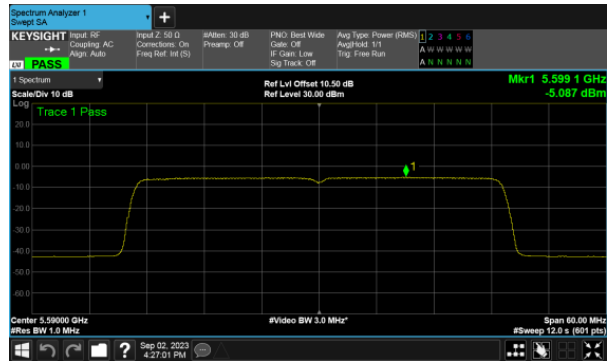 Spectrum Analyzer 1
Swept SA
+
KEYSIGHT Input: RF Input Z: 50 Ω #Atten: 30 dB PNO: Best Wide Avg Type: Power (RMS) 1 2 3 4 5 6
Coupling: AC Corrections: On Preamp: Off Gate: Off Avg|Hold: 1/1 A W W W W W
Align: Auto Freq Ref: Int (S) IF Gain: Low Trig: Free Run
Sig Track: Off A N N N N N
LV PASS
1 Spectrum Ref Lvl Offset 10.50 dB Mkr1 5.599 1 GHz
Scale/Div 10 dB Ref Level 30.00 dBm -5.087 dBm
Log
Trace 1 Pass
20.0
10.0
0.00
1
-10.0
-20.0
-30.0
-40.0
-50.0
-60.0
Center 5.59000 GHz #Video BW 3.0 MHz* Span 60.00 MHz
#Res BW 1.0 MHz #Sweep 12.0 s (601 pts)
? Sep 02, 2023
4:27:01 PM